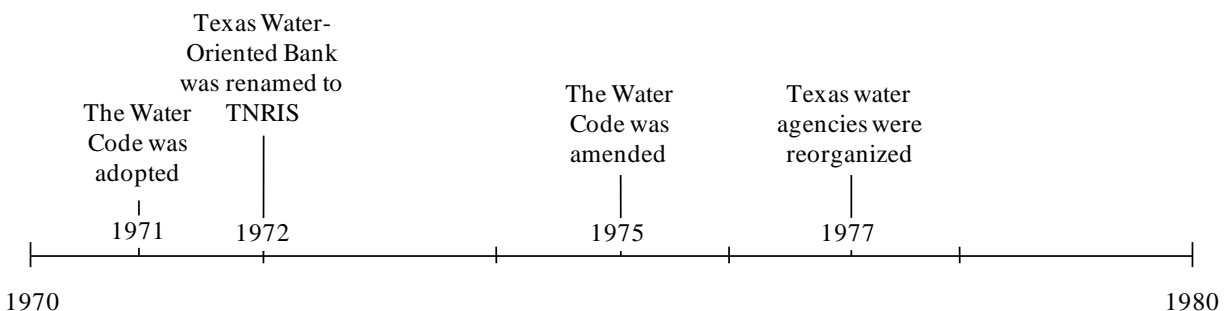 Texas Water-
Oriented Bank
was renamed to
TNRIS
The Water
Code was
adopted
The Water
Code was
amended
Texas water
agencies were
reorganized
1971
1972
1975
1977
1970
1980